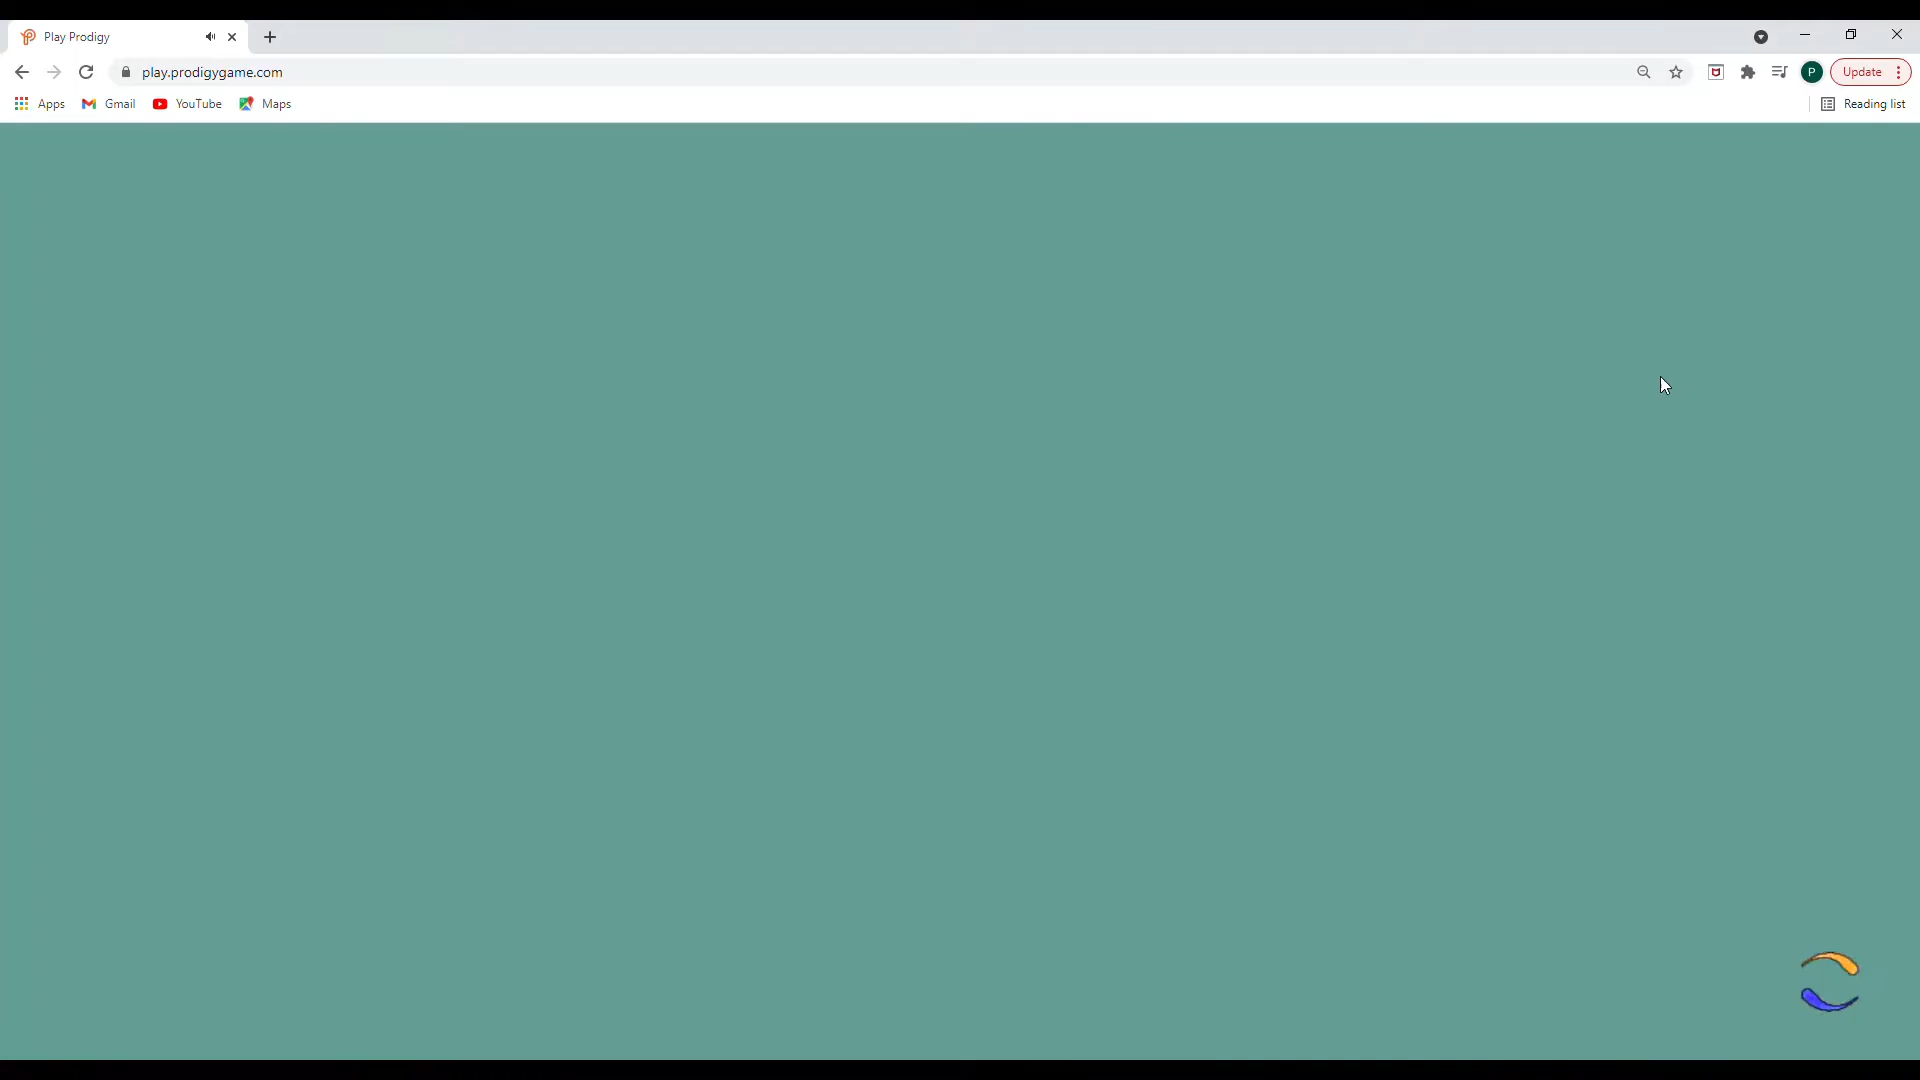 Play Prodigy
play.prodigygame.com
P
Update
Apps
Gmail
YouTube
Maps
Reading list